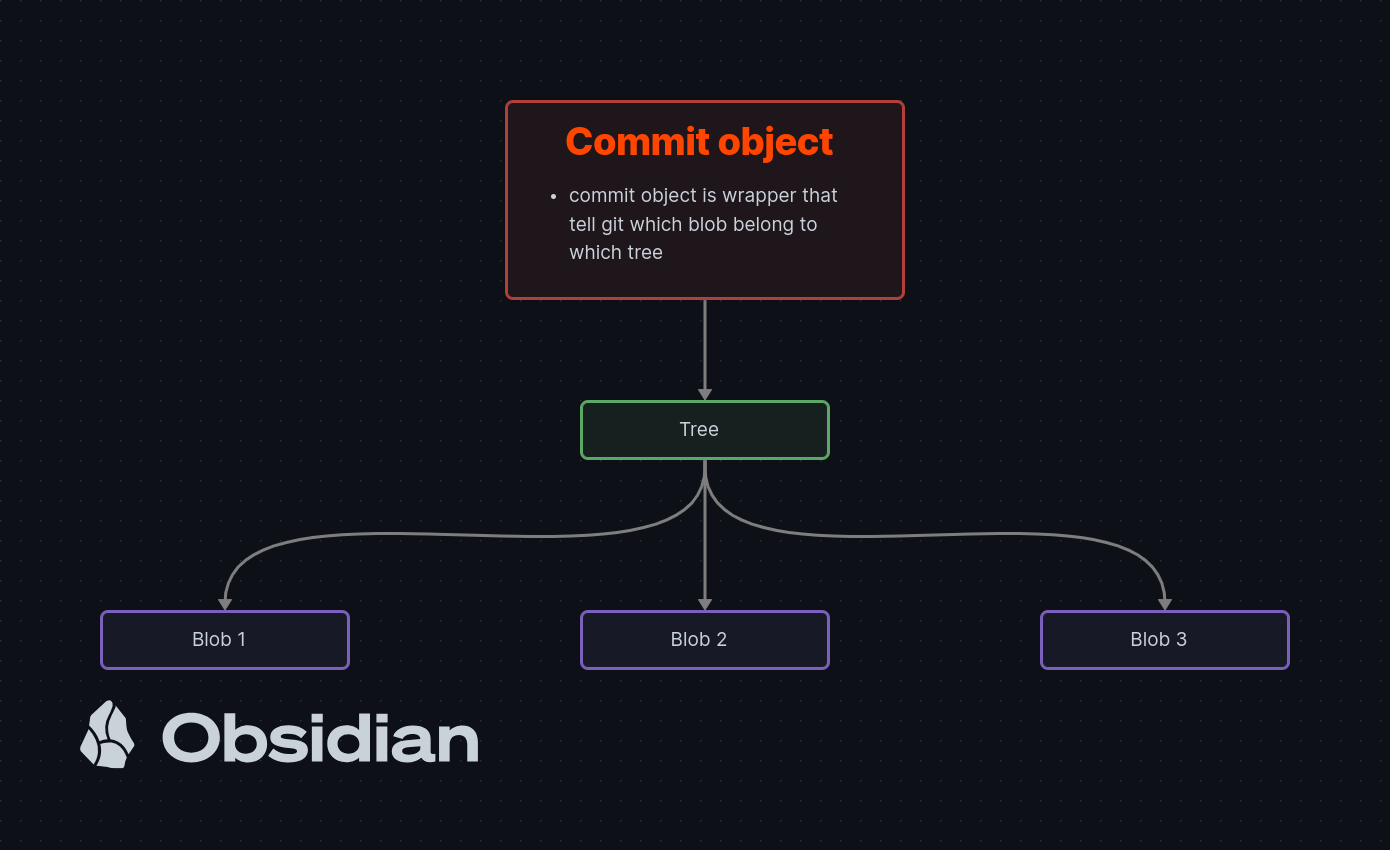 Commit object
• commit object is wrapper that
tell git which blob belong to
which tree
Tree
Blob 1
Blob 2
Blob 3
Obsidian